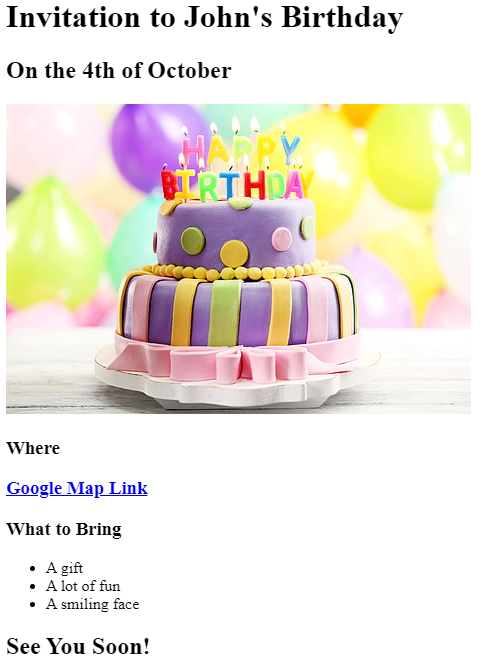 Invitation to John's Birthday
On the 4th of October
HAPPY
BIRTHDAY
Where
Google Map Link
What to Bring
A gift
A lot of fun
A smiling face
See You Soon!